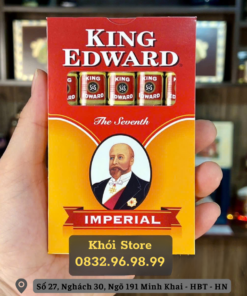 KING
EDWARD
KING
EDWARD
KING
EDWARD
KING
EDWARD
The Seventh
IMPERIAL
Khói Store
0832.96.98.99
Số 27, Nghách 30, Ngõ 191 Minh Khai - HBT - HN